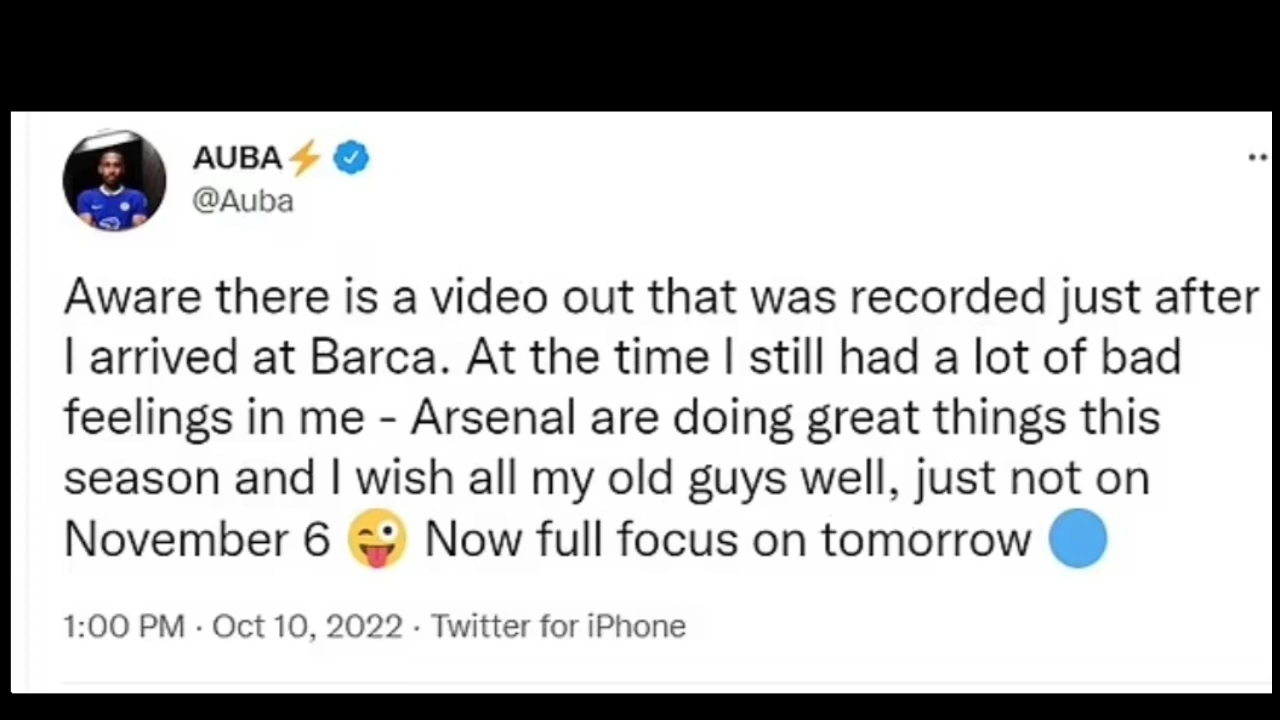 AUBA⚡
@Auba
Aware there is a video out that was recorded just after
I arrived at Barca. At the time I still had a lot of bad
feelings in me - Arsenal are doing great things this
season and I wish all my old guys well, just not on
November 6 😜 Now full focus on tomorrow 🔵
1:00 PM · Oct 10, 2022 · Twitter for iPhone